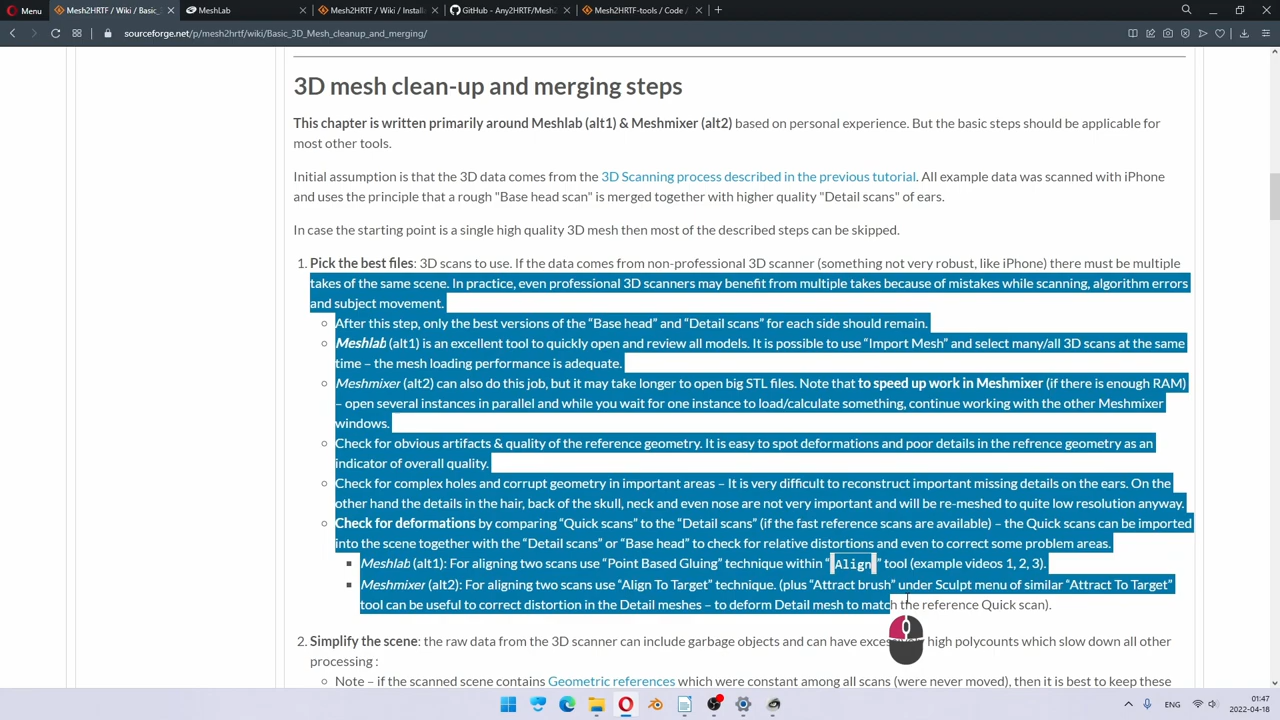 Menu
Mesh2HRTF / Wiki / Basic_
MeshLab
Mesh2HRTF / Wiki / Installa
GitHub - Any2HRTF/Mesh2
Mesh2HRTF-tools / Code /
sourceforge.net/p/mesh2hrtf/wiki/Basic_3D_Mesh_cleanup_and_merging/
3D mesh clean-up and merging steps
This chapter is written primarily around Meshlab (alt1) & Meshmixer (alt2) based on personal experience. But the basic steps should be applicable for
most other tools.
Initial assumption is that the 3D data comes from the 3D Scanning process described in the previous tutorial. All example data was scanned with iPhone
and uses the principle that a rough "Base head scan" is merged together with higher quality "Detail scans" of ears.
In case the starting point is a single high quality 3D mesh then most of the described steps can be skipped.
1. Pick the best files: 3D scans to use. If the data comes from non-professional 3D scanner (something not very robust, like iPhone) there must be multiple
takes of the same scene. In practice, even professional 3D scanners may benefit from multiple takes because of mistakes while scanning, algorithm errors
and subject movement.
After this step, only the best versions of the “Base head” and “Detail scans” for each side should remain.
Meshlab (alt1) is an excellent tool to quickly open and review all models. It is possible to use “Import Mesh” and select many/all 3D scans at the same
time – the mesh loading performance is adequate.
Meshmixer (alt2) can also do this job, but it may take longer to open big STL files. Note that to speed up work in Meshmixer (if there is enough RAM)
– open several instances in parallel and while you wait for one instance to load/calculate something, continue working with the other Meshmixer
windows.
Check for obvious artifacts & quality of the reference geometry. It is easy to spot deformations and poor details in the refrence geometry as an
indicator of overall quality.
Check for complex holes and corrupt geometry in important areas – It is very difficult to reconstruct important missing details on the ears. On the
other hand the details in the hair, back of the skull, neck and even nose are not very important and will be re-meshed to quite low resolution anyway.
Check for deformations by comparing “Quick scans” to the “Detail scans” (if the fast reference scans are available) – the Quick scans can be imported
into the scene together with the “Detail scans” or “Base head” to check for relative distortions and even to correct some problem areas.
Meshlab (alt1): For aligning two scans use “Point Based Gluing” technique within “Align” tool (example videos 1, 2, 3).
Meshmixer (alt2): For aligning two scans use “Align To Target” technique. (plus “Attract brush” under Sculpt menu of similar “Attract To Target”
tool can be useful to correct distortion in the Detail meshes – to deform Detail mesh to match the reference Quick scan).
2. Simplify the scene: the raw data from the 3D scanner can include garbage objects and can have high polycounts which slow down all other
processing :
Note – if the scanned scene contains Geometric references which were constant among all scans (were never moved), then it is best to keep these
ENG
01:47
2022-04-18